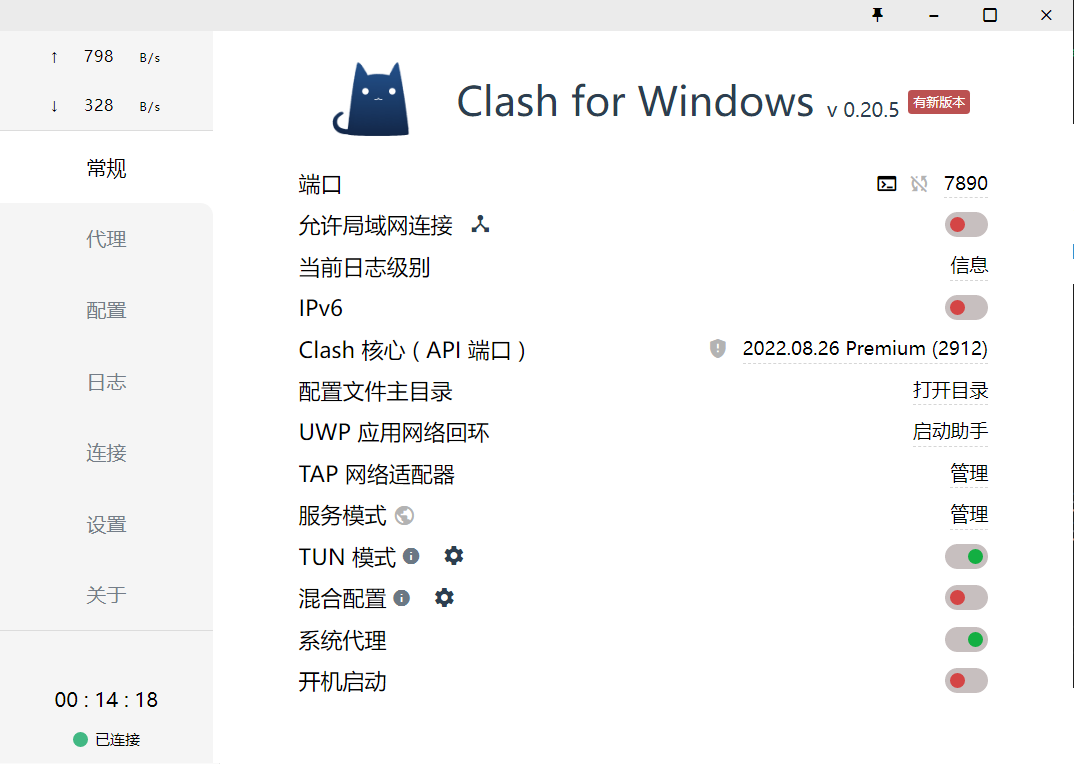 ↑ 798 B/s
↓ 328 B/s
常规
代理
配置
日志
连接
设置
关于
00 : 14 : 18
已连接
Clash for Windows v 0.20.5 有新版本
端口 7890
允许局域网连接
当前日志级别 信息
IPv6
Clash 核心 ( API 端口 ) 2022.08.26 Premium (2912)
配置文件主目录 打开目录
UWP 应用网络回环 启动助手
TAP 网络适配器 管理
服务模式 管理
TUN 模式
混合配置
系统代理
开机启动